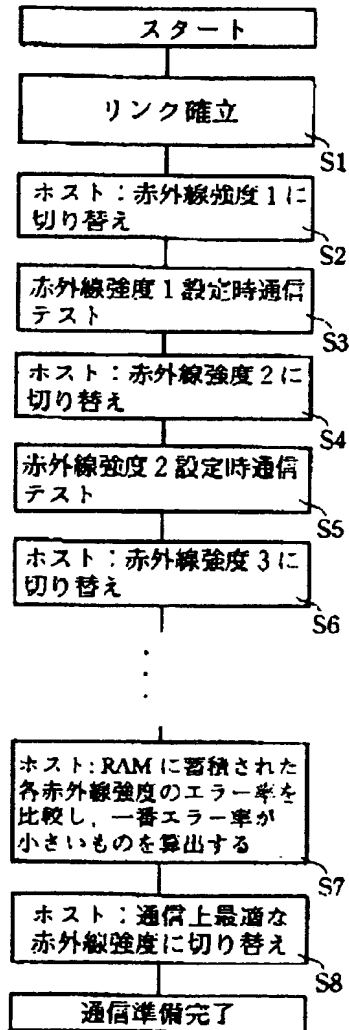 スタート
リンク確立
S1
ホスト：赤外線強度１に
切り替え
S2
赤外線強度１設定時通信
テスト
S3
ホスト：赤外線強度２に
切り替え
S4
赤外線強度２設定時通信
テスト
S5
ホスト：赤外線強度３に
切り替え
S6
ホスト：RAMに蓄積された
各赤外線強度のエラー率を
比較し，一番エラー率が
小さいものを算出する
S7
ホスト：通信上最適な
赤外線強度に切り替え
S8
通信準備完了